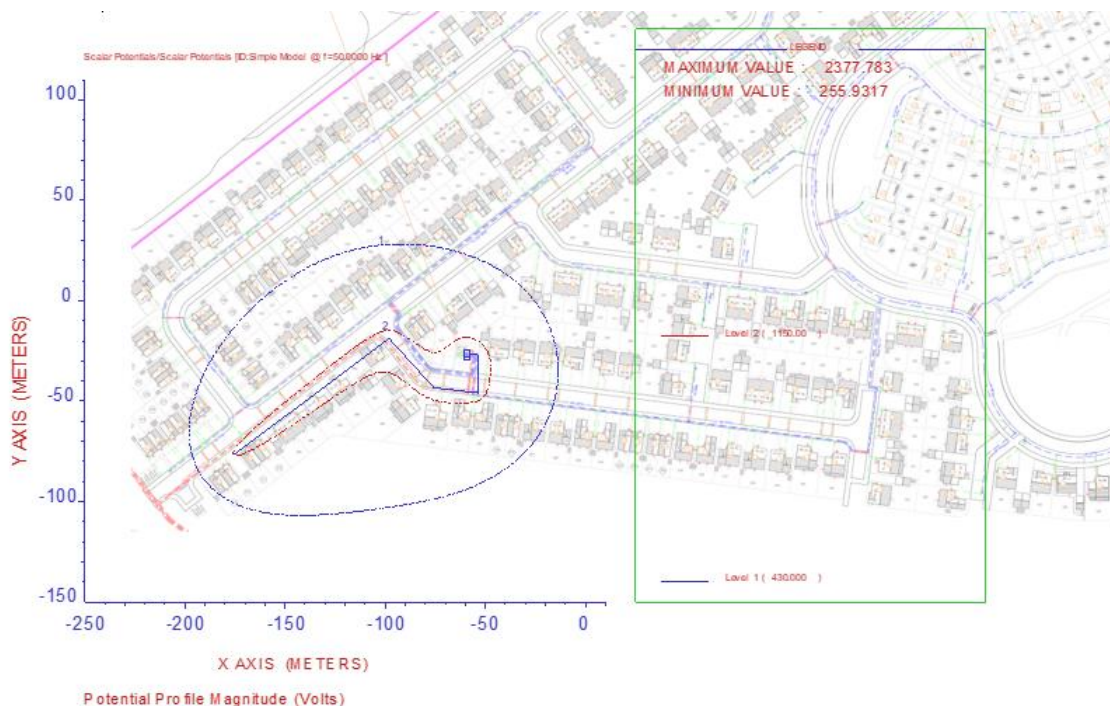 Scalar Potentials/Scalar Potentials [ID:Simple Model @ f=50.0000 Hz ]
LEGEND
MAXIMUM VALUE : 2377.783
MINIMUM VALUE : 255.9317
100
50
0
-50
-100
-150
Y AXIS (METERS)
1
2
Level 2 ( 1150.00 )
Level 1 ( 430.000 )
-250 -200 -150 -100 -50 0
X AXIS (METERS)
Potential Profile Magnitude (Volts)